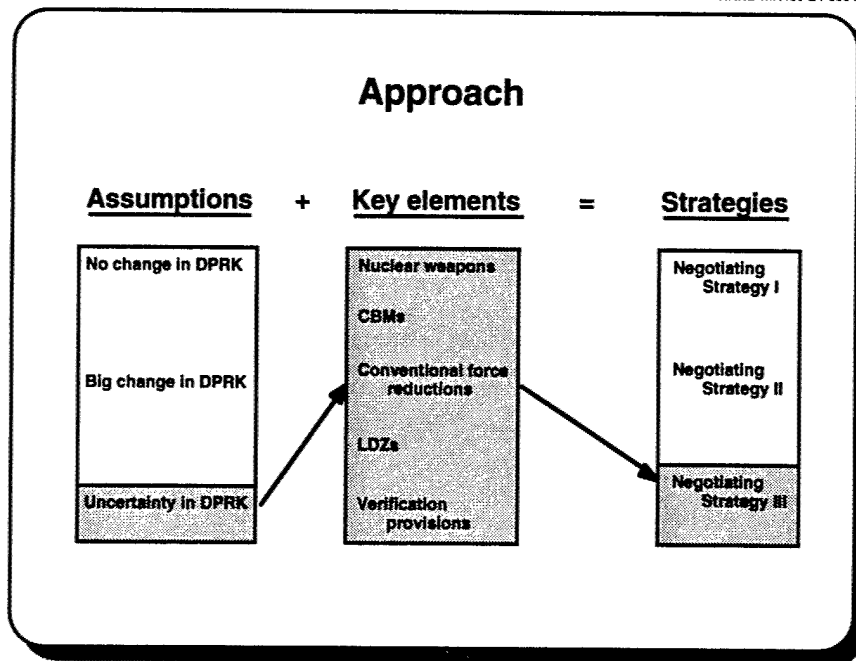 Approach
Assumptions + Key elements = Strategies
No change in DPRK
Big change in DPRK
Uncertainty in DPRK
Nuclear weapons
CBMs
Conventional force
reductions
LDZs
Verification
provisions
Negotiating
Strategy I
Negotiating
Strategy II
Negotiating
Strategy III